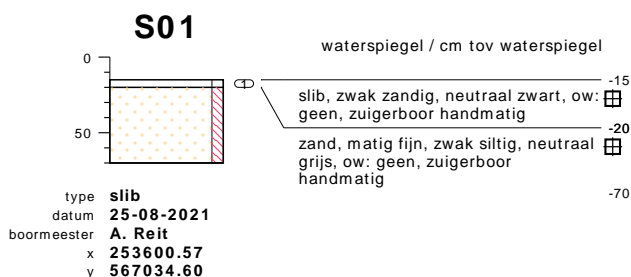 S01
waterspiegel / cm tov waterspiegel
0
50
1
-15
slib, zwak zandig, neutraal zwart, ow:
geen, zuigerboor handmatig
-20
zand, matig fijn, zwak siltig, neutraal
grijs, ow: geen, zuigerboor
handmatig
-70
type slib
datum 25-08-2021
boormeester A. Reit
x 253600.57
y 567034.60